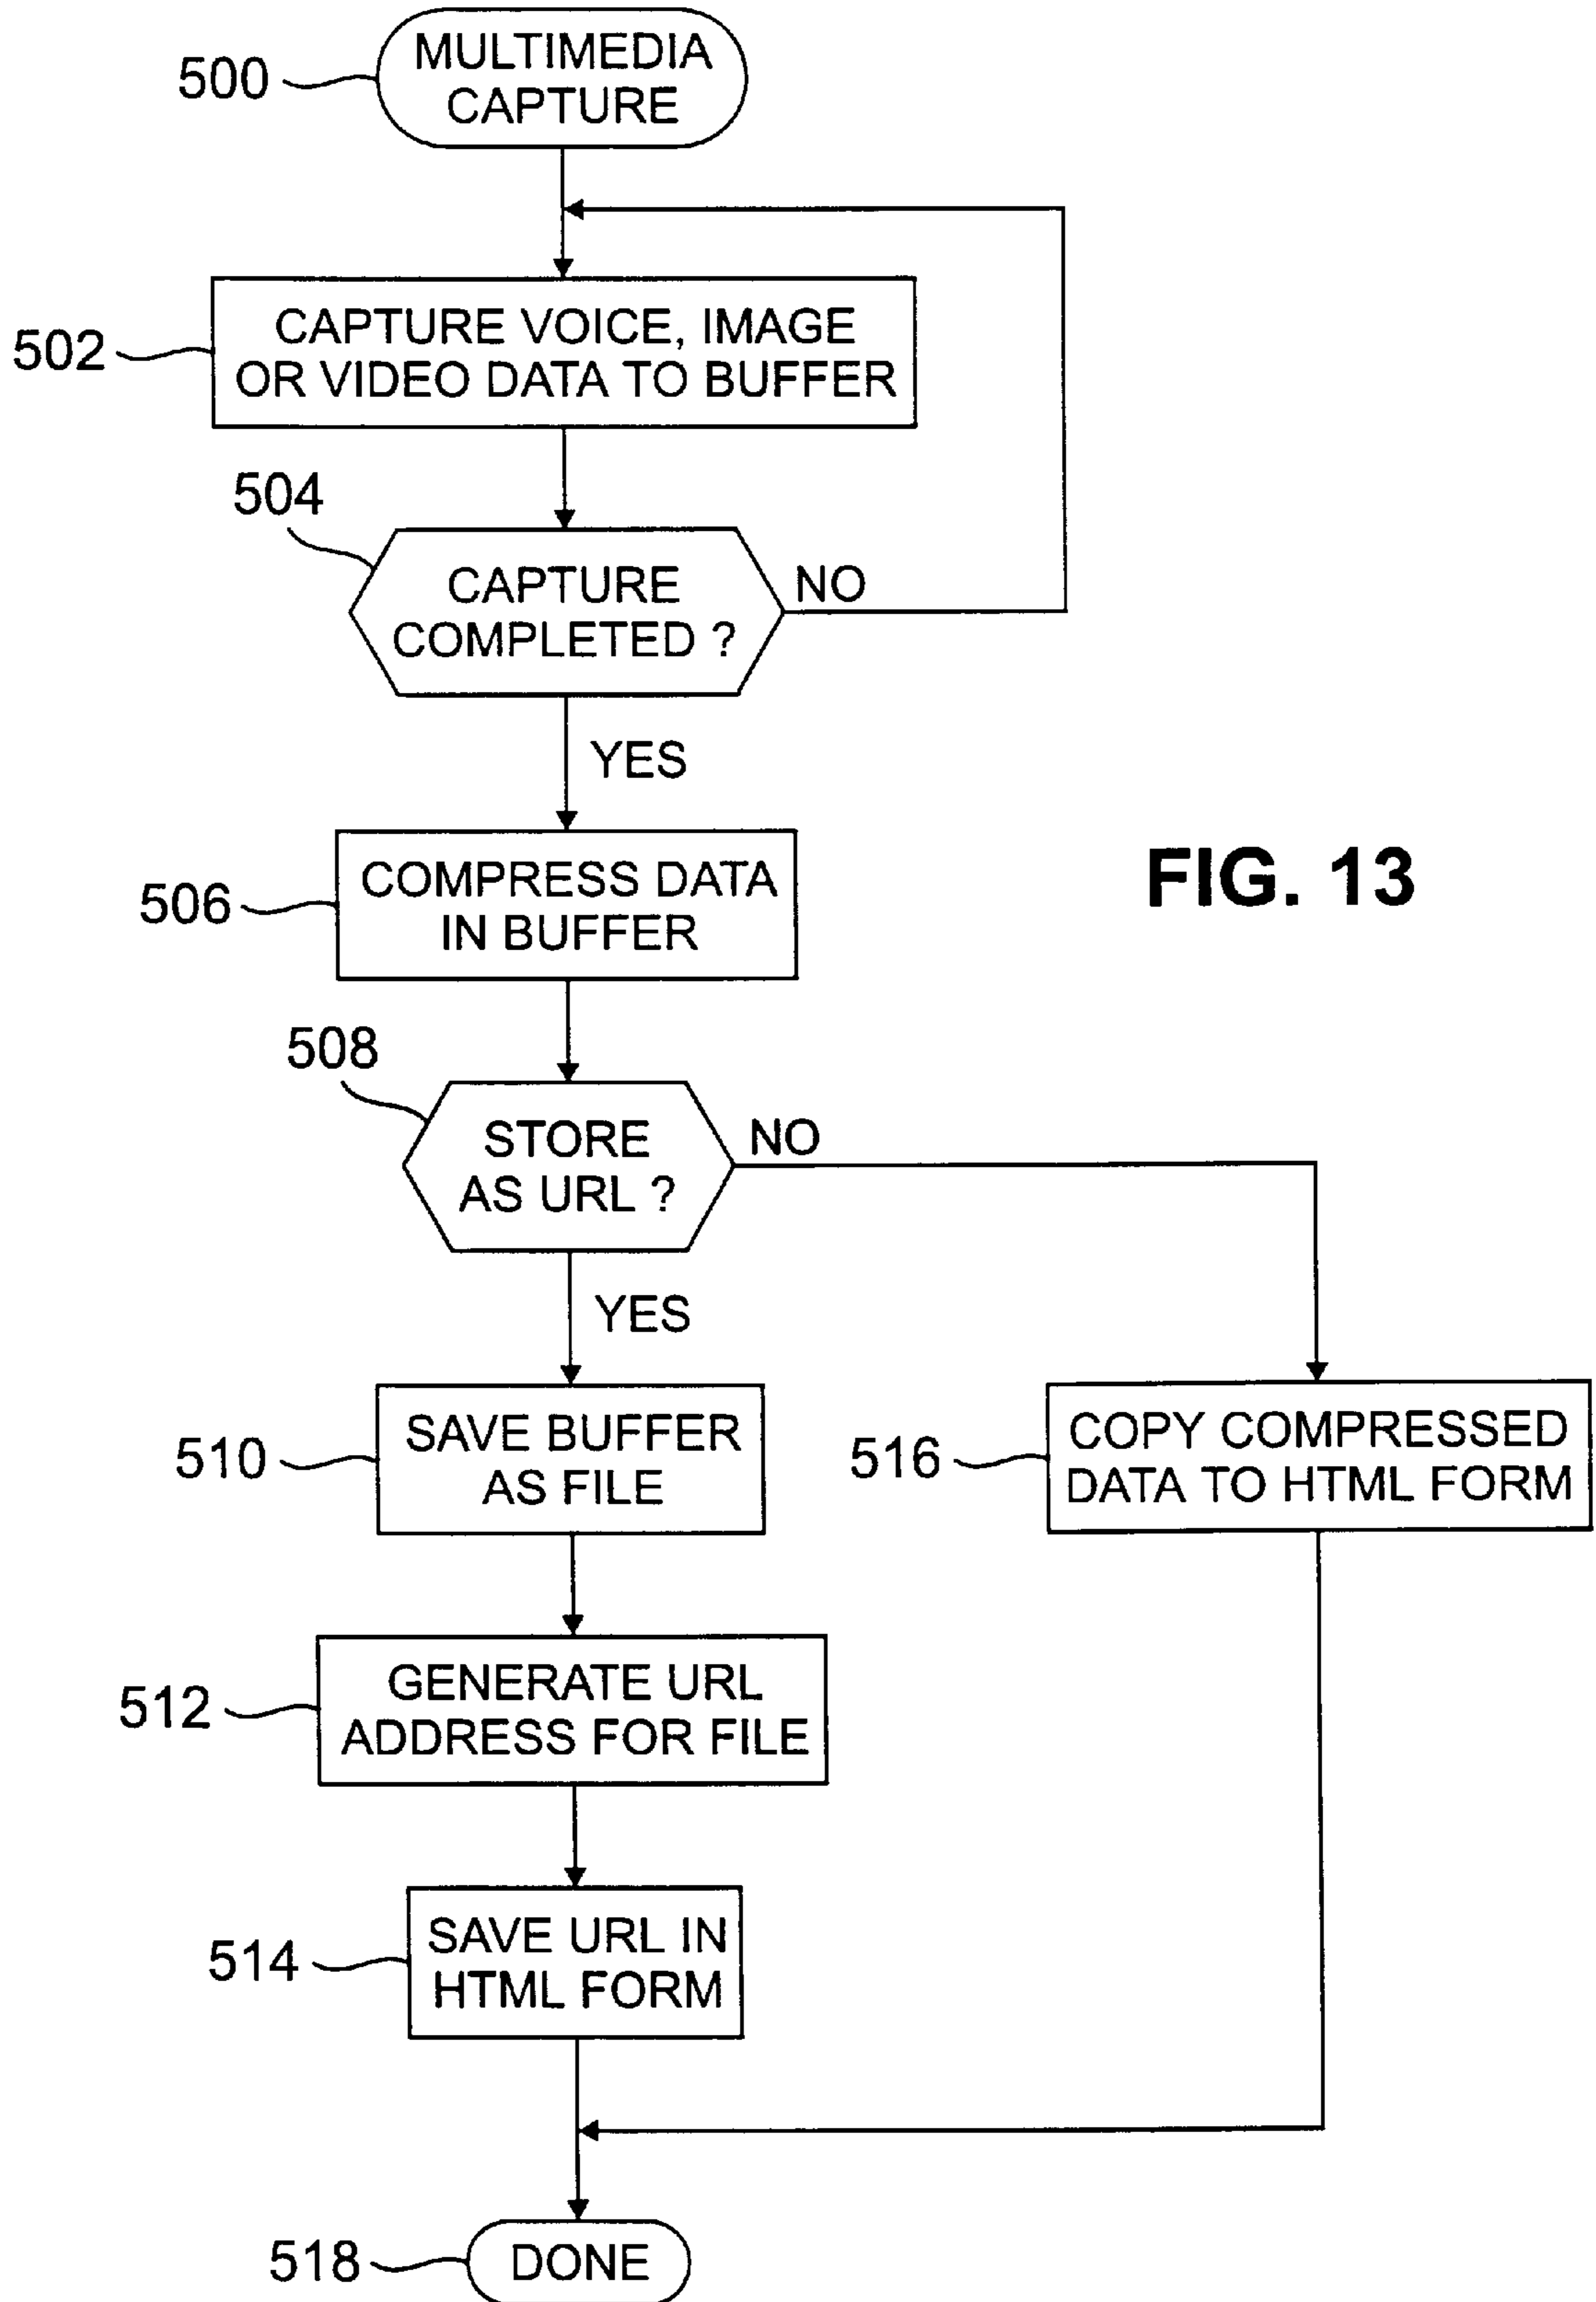 500
MULTIMEDIA
CAPTURE
502
CAPTURE VOICE, IMAGE
OR VIDEO DATA TO BUFFER
504
CAPTURE
COMPLETED ?
NO
YES
506
COMPRESS DATA
IN BUFFER
FIG. 13
508
STORE
AS URL ?
NO
YES
510
SAVE BUFFER
AS FILE
516
COPY COMPRESSED
DATA TO HTML FORM
512
GENERATE URL
ADDRESS FOR FILE
514
SAVE URL IN
HTML FORM
518
DONE